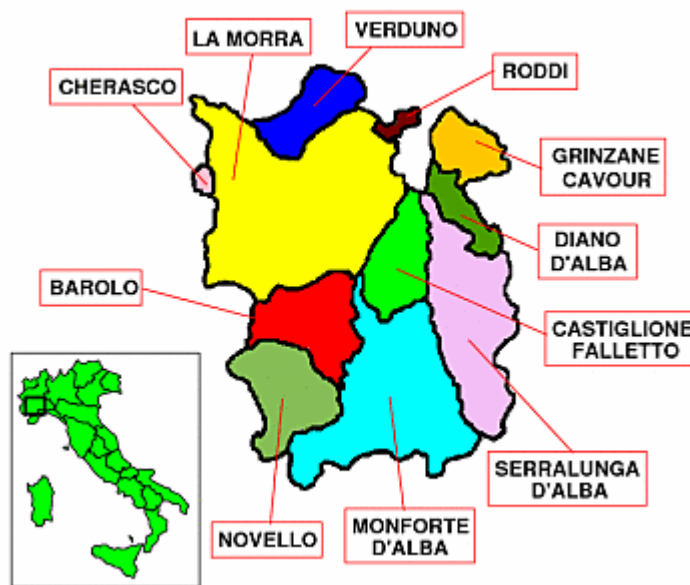 VERDUNO
LA MORRA
RODDI
CHERASCO
GRINZANE
CAVOUR
DIANO
D'ALBA
BAROLO
CASTIGLIONE
FALLETTO
SERRALUNGA
D'ALBA
NOVELLO
MONFORTE
D'ALBA